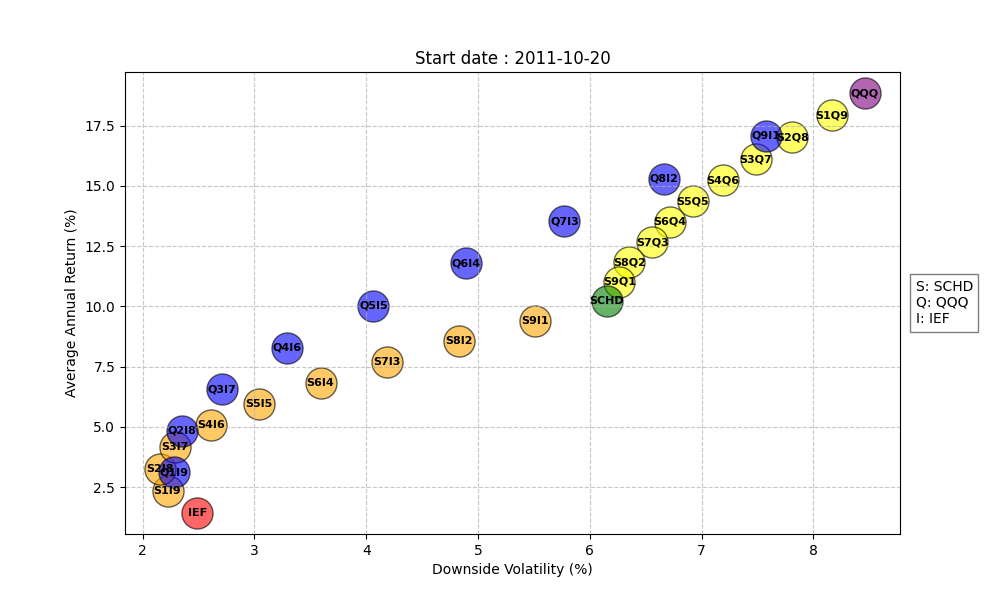 Start date : 2011-10-20
Average Annual Return (%)
17.5
15.0
12.5
10.0
7.5
5.0
2.5
QQQ
S1Q9
Q9I1
S2Q8
S3Q7
Q8I2
S4Q6
S5Q5
Q7I3
S6Q4
S7Q3
Q6I4
S8Q2
S9Q1
SCHD
Q5I5
S9I1
S8I2
Q4I6
S7I3
S6I4
Q3I7
S5I5
S4I6
Q2I8
S3I7
S2I8
Q1I9
S1I9
IEF
2
3
4
5
6
7
8
Downside Volatility (%)
S: SCHD
Q: QQQ
I: IEF